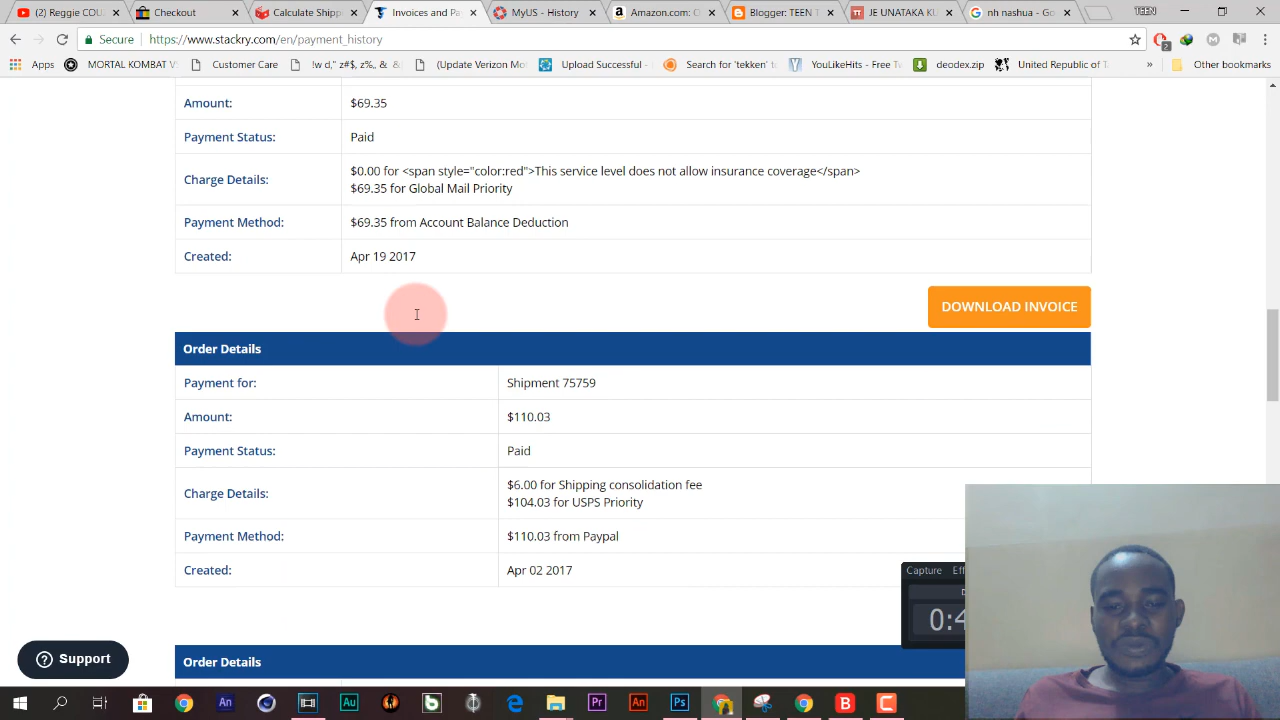 (2) Reggie COU
Checkout
Calculate Shipp
Invoices and Pa
MyUS - History
Amazon.com: O
Blogger: TEEN T
JE UNATAKA KU
nh nashua - Go
TEEN
Secure
https://www.stackry.com/en/payment_history
Apps
MORTAL KOMBAT V
Customer Care
!w d," z#$, z%, &
(Update Verizon Mo
Upload Successful -
Search for 'tekken' t
YouLikeHits - Free Tw
deodex.zip
United Republic of T
»
Other bookmarks
Amount:
$69.35
Payment Status:
Paid
Charge Details:
$0.00 for <span style="color:red">This service level does not allow insurance coverage</span>
$69.35 for Global Mail Priority
Payment Method:
$69.35 from Account Balance Deduction
Created:
Apr 19 2017
DOWNLOAD INVOICE
Order Details
Payment for:
Shipment 75759
Amount:
$110.03
Payment Status:
Paid
Charge Details:
$6.00 for Shipping consolidation fee
$104.03 for USPS Priority
Payment Method:
$110.03 from Paypal
Created:
Apr 02 2017
Capture
0:4
Support
Order Details